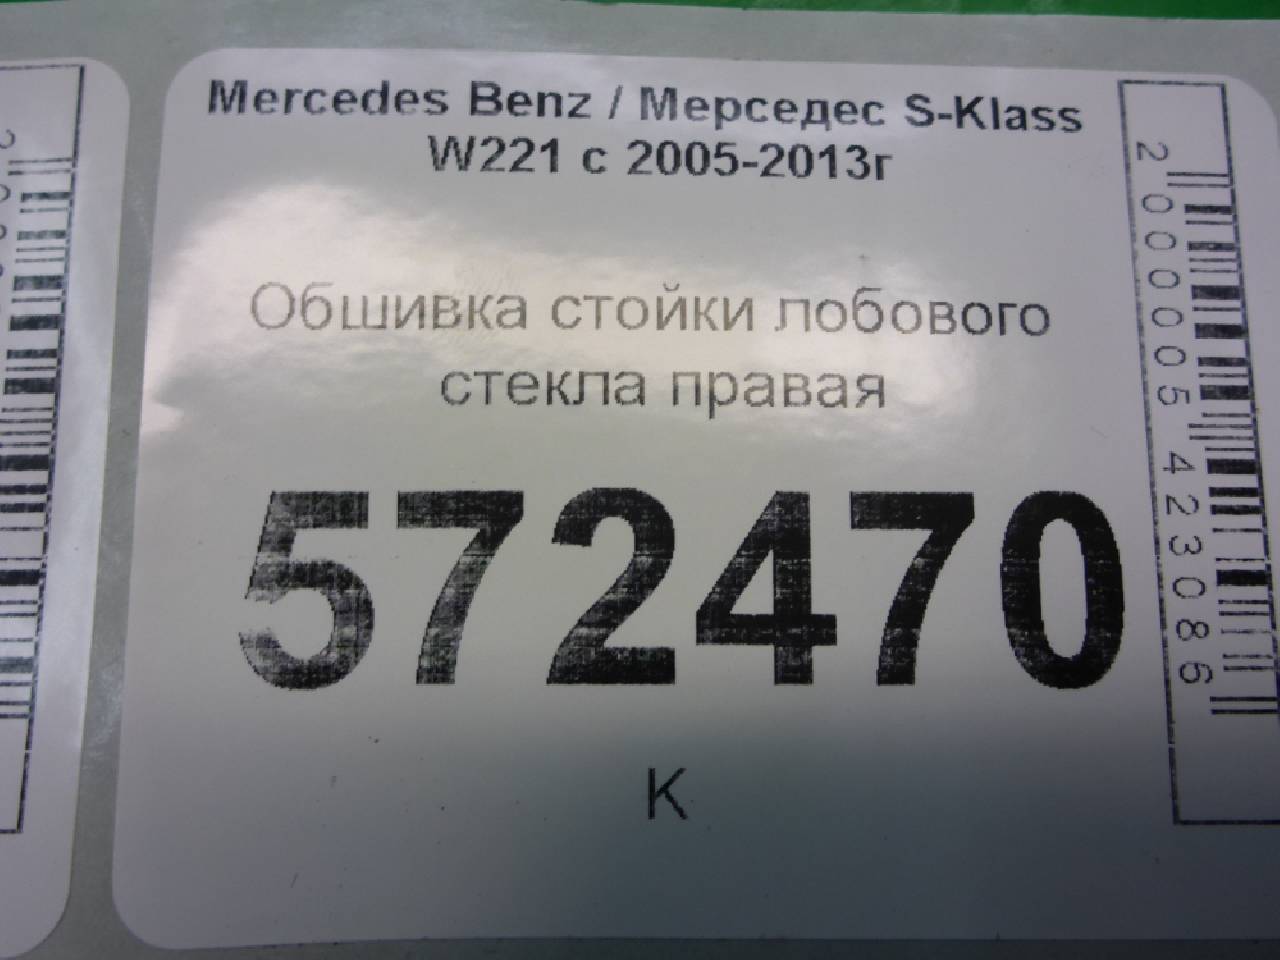 Mercedes Benz / Мерседес S-Klass
W221 с 2005-2013г
Обшивка стойки лобового
стекла правая
572470
К
2000005423086